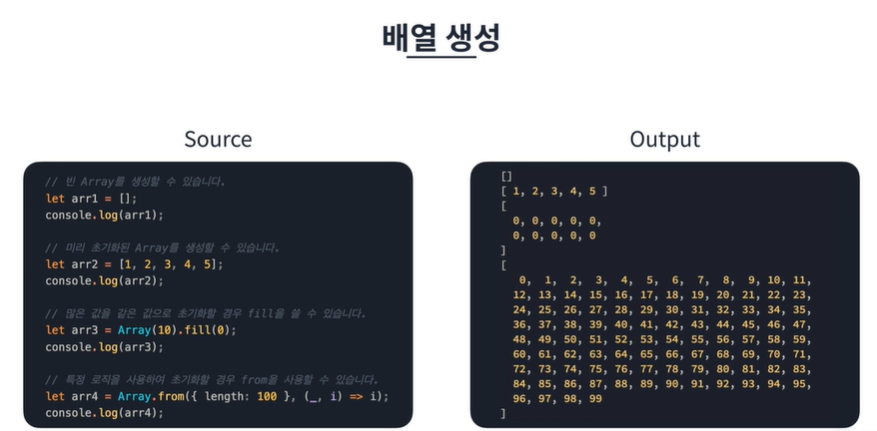 배열 생성
Source
// 빈 Array를 생성할 수 있습니다.
let arr1 = [];
console.log(arr1);
// 미리 초기화된 Array를 생성할 수 있습니다.
let arr2 = [1, 2, 3, 4, 5];
console.log(arr2);
// 많은 값을 같은 값으로 초기화할 경우 fill을 쓸 수 있습니다.
let arr3 = Array(10).fill(0);
console.log(arr3);
// 특정 로직을 사용하여 초기화할 경우 from을 사용할 수 있습니다.
let arr4 = Array.from({ length: 100 }, (_, i) => i);
console.log(arr4);
Output
[]
[ 1, 2, 3, 4, 5 ]
[
0, 0, 0, 0, 0,
0, 0, 0, 0, 0
]
[
0, 1, 2, 3, 4, 5, 6, 7, 8, 9, 10, 11,
12, 13, 14, 15, 16, 17, 18, 19, 20, 21, 22, 23,
24, 25, 26, 27, 28, 29, 30, 31, 32, 33, 34, 35,
36, 37, 38, 39, 40, 41, 42, 43, 44, 45, 46, 47,
48, 49, 50, 51, 52, 53, 54, 55, 56, 57, 58, 59,
60, 61, 62, 63, 64, 65, 66, 67, 68, 69, 70, 71,
72, 73, 74, 75, 76, 77, 78, 79, 80, 81, 82, 83,
84, 85, 86, 87, 88, 89, 90, 91, 92, 93, 94, 95,
96, 97, 98, 99
]